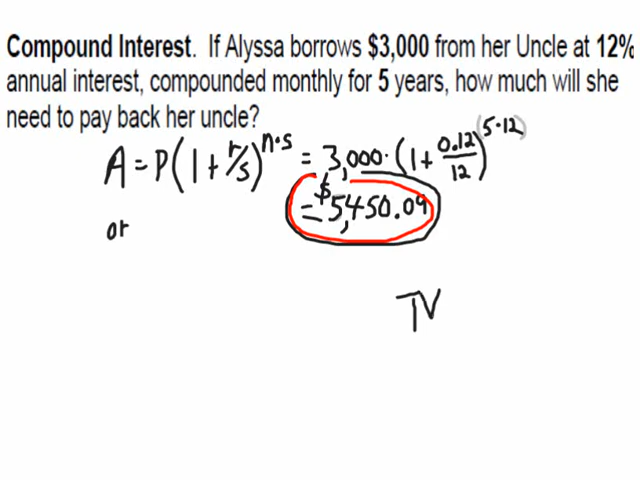 Compound Interest. If Alyssa borrows $3,000 from her Uncle at 12%
annual interest, compounded monthly for 5 years, how much will she
need to pay back her uncle?
A = P(1 + r/s)^n·s = 3,000·(1 + 0.12/12)^(5·12)
= $5,450.09
or
TV